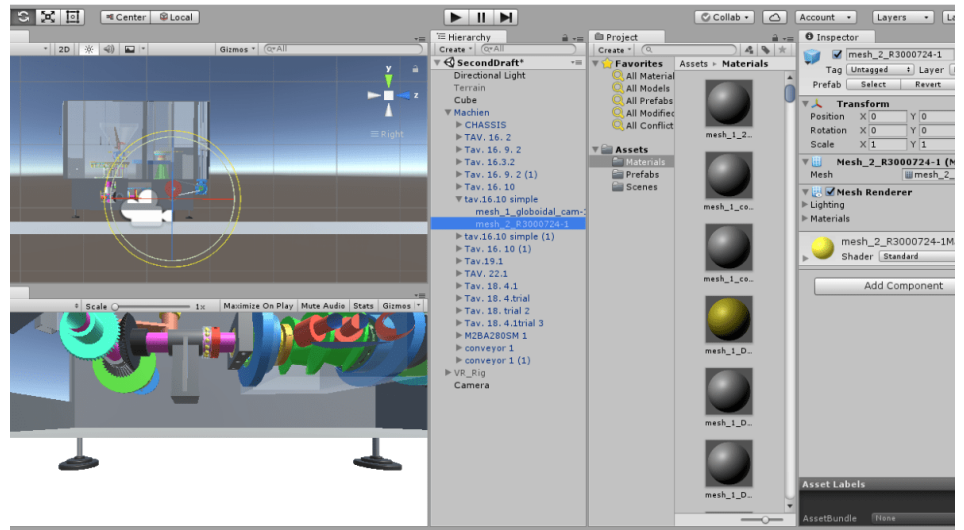 Center Local
Collab Account Layers La
2D Gizmos Q▾All
y
z
Right
Scale 1x Maximize On Play Mute Audio Stats Gizmos
Hierarchy
Create Q▾All
SecondDraft*
Directional Light
Terrain
Cube
Machien
CHASSIS
TAV. 16. 2
Tav. 16. 9. 2
Tav. 16.3.2
Tav. 16. 9. 2 (1)
Tav. 16. 10
tav.16.10 simple
mesh_1_globoidal_cam-1
mesh_2_R3000724-1
tav.16.10 simple (1)
Tav. 16. 10 (1)
Tav.19.1
TAV. 22.1
Tav. 18. 4.1
Tav. 18. 4.trial
Tav. 18. trial 2
Tav. 18. 4.1trial 3
M2BA280SM 1
conveyor 1
conveyor 1 (1)
VR_Rig
Camera
Project
Create
Favorites
All Material
All Models
All Prefabs
All Modified
All Conflict
Assets
Materials
Prefabs
Scenes
Assets ▸ Materials
mesh_1_2...
mesh_1_co...
mesh_1_co...
mesh_1_D...
mesh_1_D...
mesh_1_D...
Inspector
mesh_2_R3000724-1
Tag Untagged Layer
Prefab Select Revert
Transform
Position X 0 Y 0
Rotation X 0 Y 0
Scale X 1 Y 1
Mesh_2_R3000724-1 (M
Mesh mesh_2_
Mesh Renderer
Lighting
Materials
mesh_2_R3000724-1Ma
Shader Standard
Add Component
Asset Labels
AssetBundle None